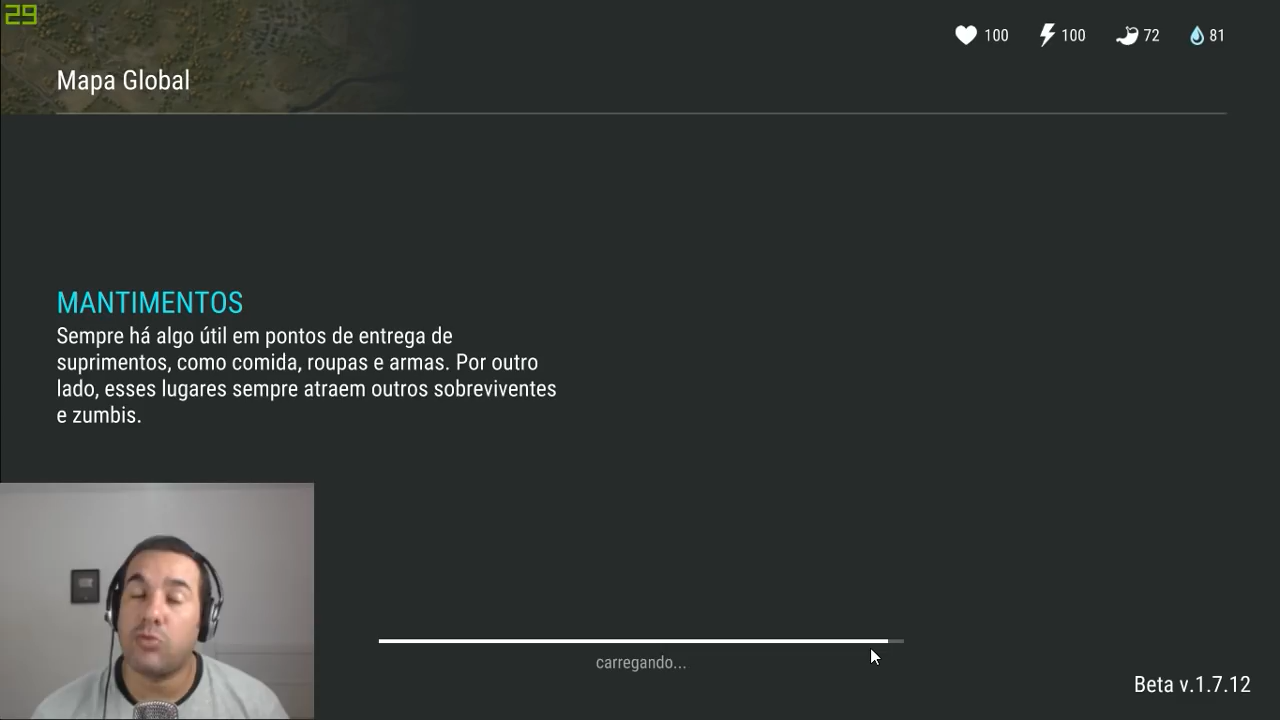 29
100
100
72
81
Mapa Global
MANTIMENTOS
Sempre há algo útil em pontos de entrega de
suprimentos, como comida, roupas e armas. Por outro
lado, esses lugares sempre atraem outros sobreviventes
e zumbis.
carregando...
Beta v.1.7.12